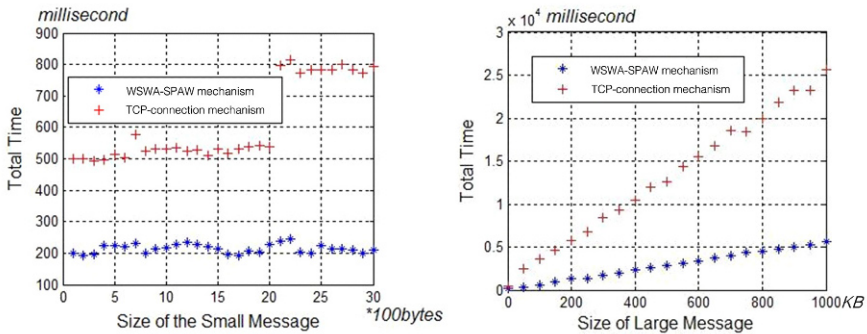 millisecond
900
800
700
600
500
400
300
200
100
Total Time
WSWA-SPAW mechanism
TCP-connection mechanism
0 5 10 15 20 25 30
*100bytes
Size of the Small Message
x 10^4 millisecond
3
2.5
2
1.5
1
0.5
0
Total Time
WSWA-SPAW mechanism
TCP-connection mechanism
0 200 400 600 800 1000KB
Size of Large Message